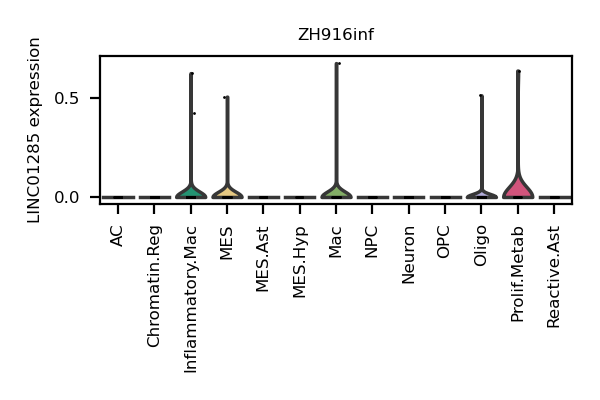 ZH916inf
LINC01285 expression
0.5
0.0
AC
Chromatin.Reg
Inflammatory.Mac
MES
MES.Ast
MES.Hyp
Mac
NPC
Neuron
OPC
Oligo
Prolif.Metab
Reactive.Ast